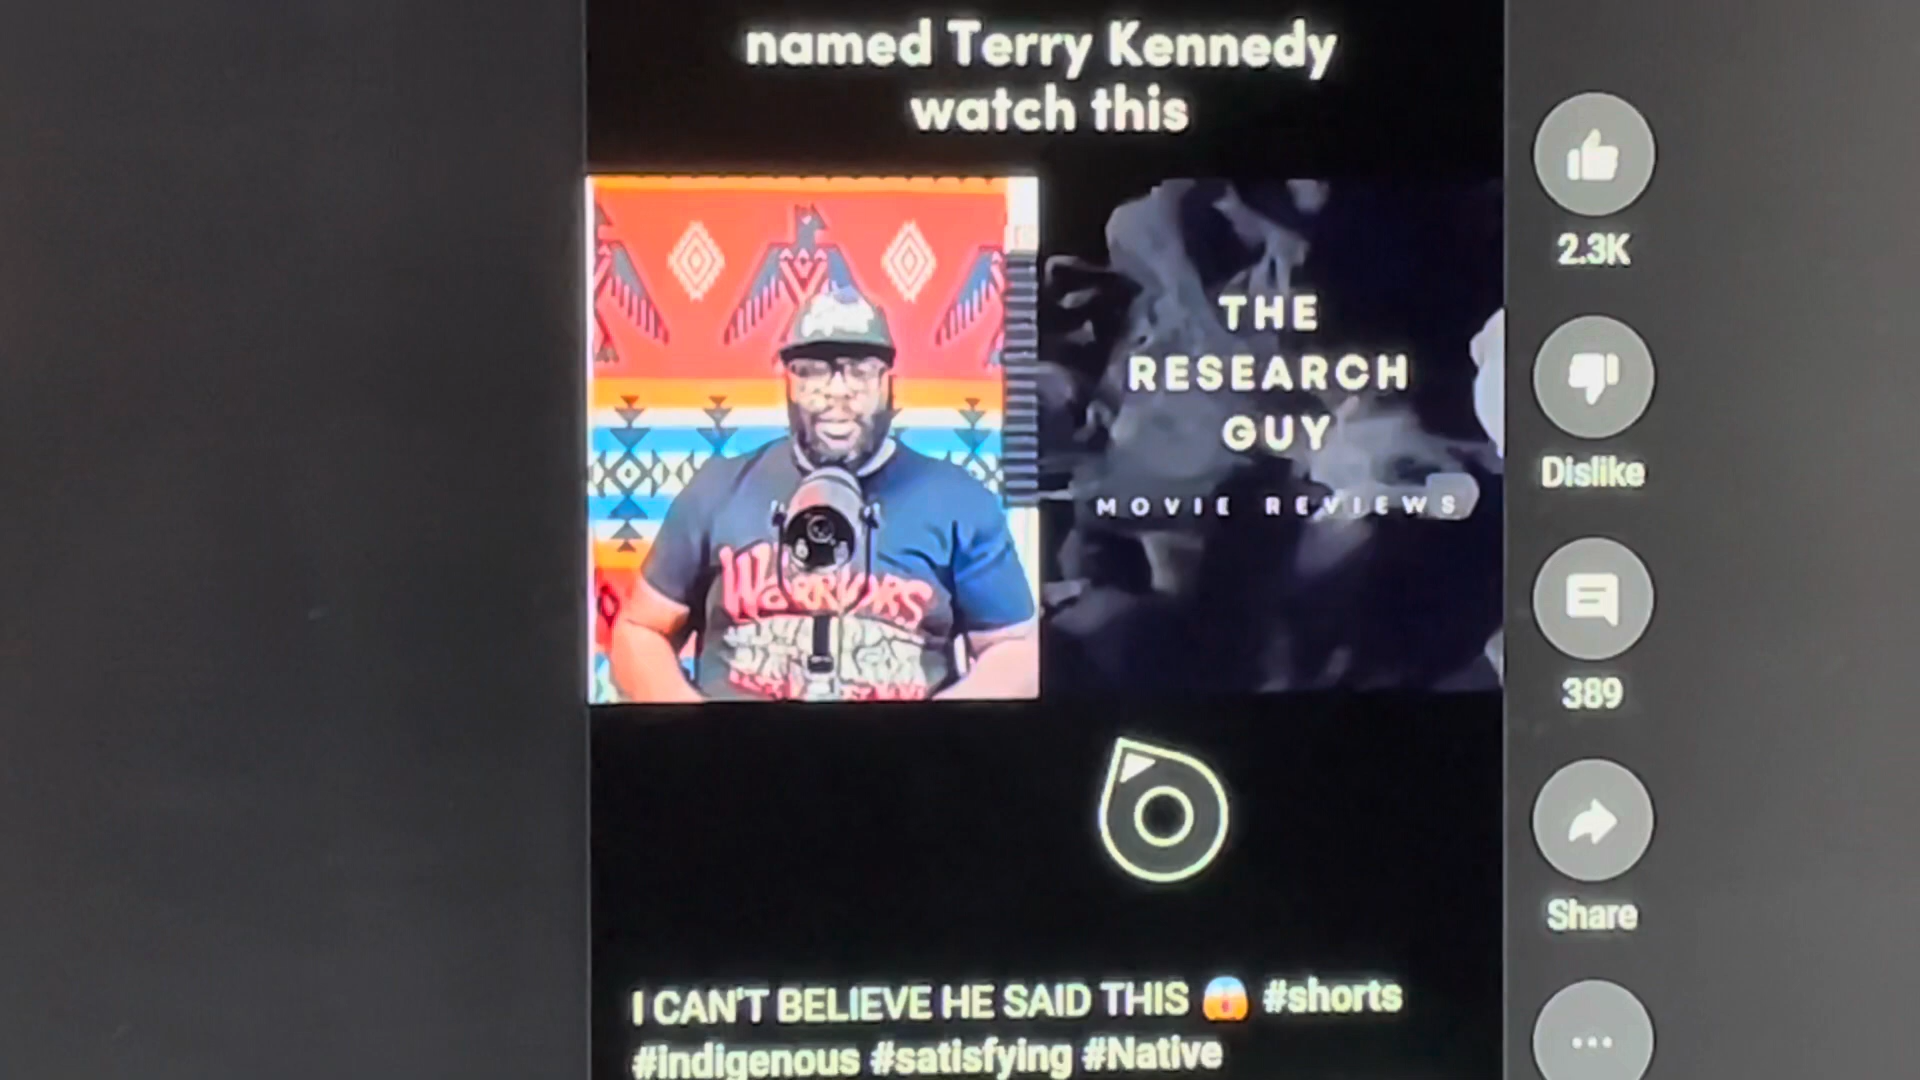 named Terry Kennedy
watch this
THE
RESEARCH
GUY
MOVIE REVIEWS
WARRIORS
2.3K
Dislike
389
Share
I CAN'T BELIEVE HE SAID THIS 😱 #shorts
#indigenous #satisfying #Native